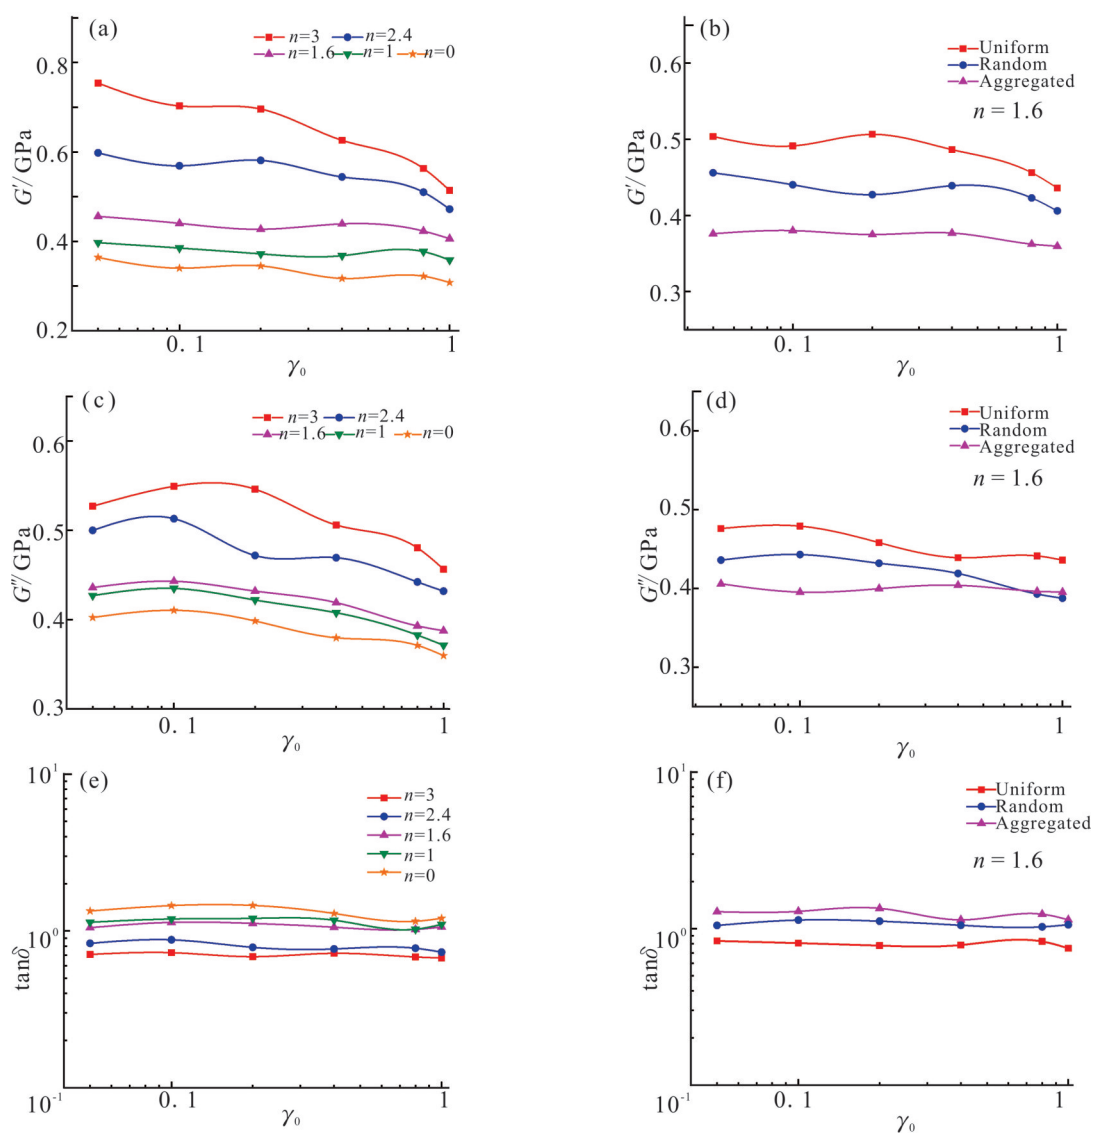 (a)
n=3 n=2.4
n=1.6 n=1 n=0
0.8
0.6
0.4
0.2
G′/ GPa
0. 1 1
γ₀
(b)
Uniform
Random
Aggregated
n = 1.6
0.6
0.5
0.4
0.3
G′/ GPa
0. 1 1
γ₀
(c)
n=3 n=2.4
n=1.6 n=1 n=0
0.6
0.5
0.4
0.3
G″/ GPa
0. 1 1
γ₀
(d)
Uniform
Random
Aggregated
n = 1.6
0.6
0.5
0.4
0.3
G″/ GPa
0. 1 1
γ₀
(e)
n=3
n=2.4
n=1.6
n=1
n=0
10¹
10⁰
10⁻¹
tanδ
0. 1 1
γ₀
(f)
Uniform
Random
Aggregated
n = 1.6
10¹
10⁰
10⁻¹
tanδ
0. 1 1
γ₀